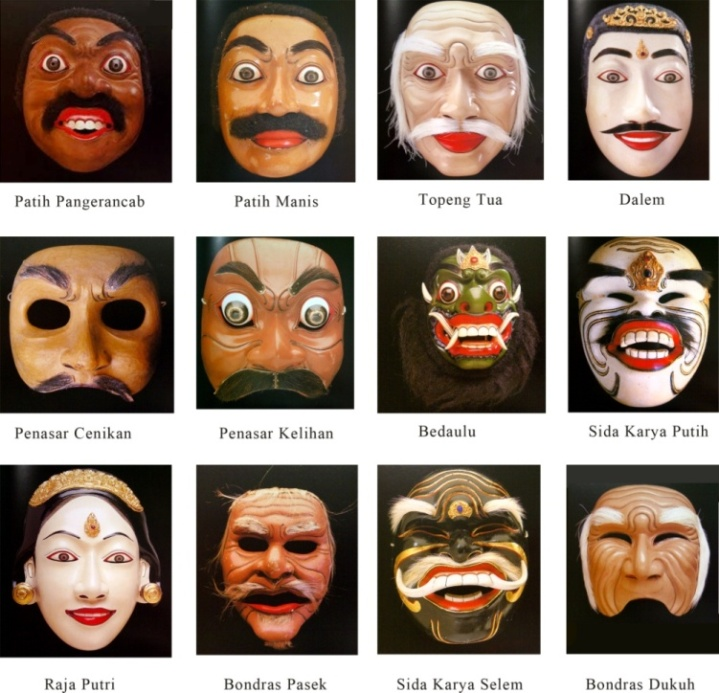 Patih Pangerancab
Patih Manis
Topeng Tua
Dalem
Penasar Cenikan
Penasar Kelihan
Bedaulu
Sida Karya Putih
Raja Putri
Bondras Pasek
Sida Karya Selem
Bondras Dukuh